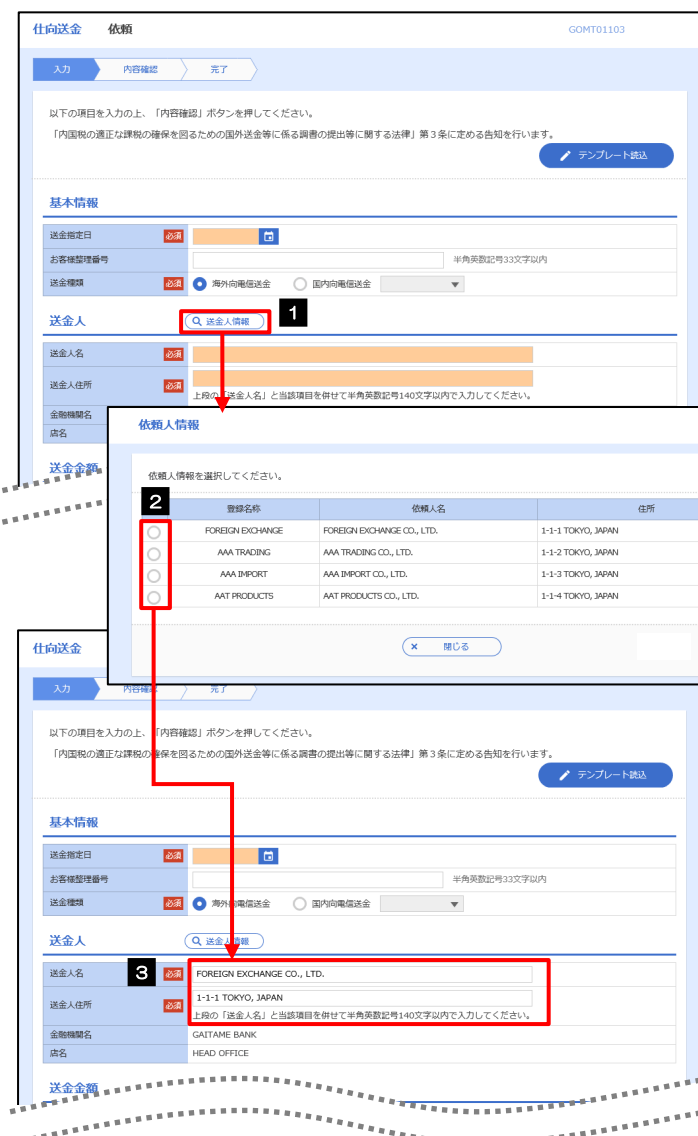 仕向送金 依頼 GOMT01103
入力 内容確認 完了
以下の項目を入力の上、「内容確認」ボタンを押してください。
「内国税の適正な課税の確保を図るための国外送金等に係る調書の提出等に関する法律」第3条に定める告知を行います。
テンプレート読込
基本情報
送金指定日 必須
お客様整理番号 半角英数記号33文字以内
送金種類 必須 海外向電信送金 国内向電信送金
送金人 送金人情報 1
送金人名 必須
送金人住所 必須
上段の「送金人名」と当該項目を併せて半角英数記号140文字以内で入力してください。
金融機関名
店名
送金金額
依頼人情報
依頼人情報を選択してください。
2 登録名称 依頼人名 住所
FOREIGN EXCHANGE FOREIGN EXCHANGE CO., LTD. 1-1-1 TOKYO, JAPAN
AAA TRADING AAA TRADING CO., LTD. 1-1-2 TOKYO, JAPAN
AAA IMPORT AAA IMPORT CO., LTD. 1-1-3 TOKYO, JAPAN
AAT PRODUCTS AAT PRODUCTS CO., LTD. 1-1-4 TOKYO, JAPAN
× 閉じる
仕向送金
入力 内容確認 完了
以下の項目を入力の上、「内容確認」ボタンを押してください。
「内国税の適正な課税の確保を図るための国外送金等に係る調書の提出等に関する法律」第3条に定める告知を行います。
テンプレート読込
基本情報
送金指定日 必須
お客様整理番号 半角英数記号33文字以内
送金種類 必須 海外向電信送金 国内向電信送金
送金人 送金人情報
送金人名 3 必須 FOREIGN EXCHANGE CO., LTD.
送金人住所 必須 1-1-1 TOKYO, JAPAN
上段の「送金人名」と当該項目を併せて半角英数記号140文字以内で入力してください。
金融機関名 GAITAME BANK
店名 HEAD OFFICE
送金金額